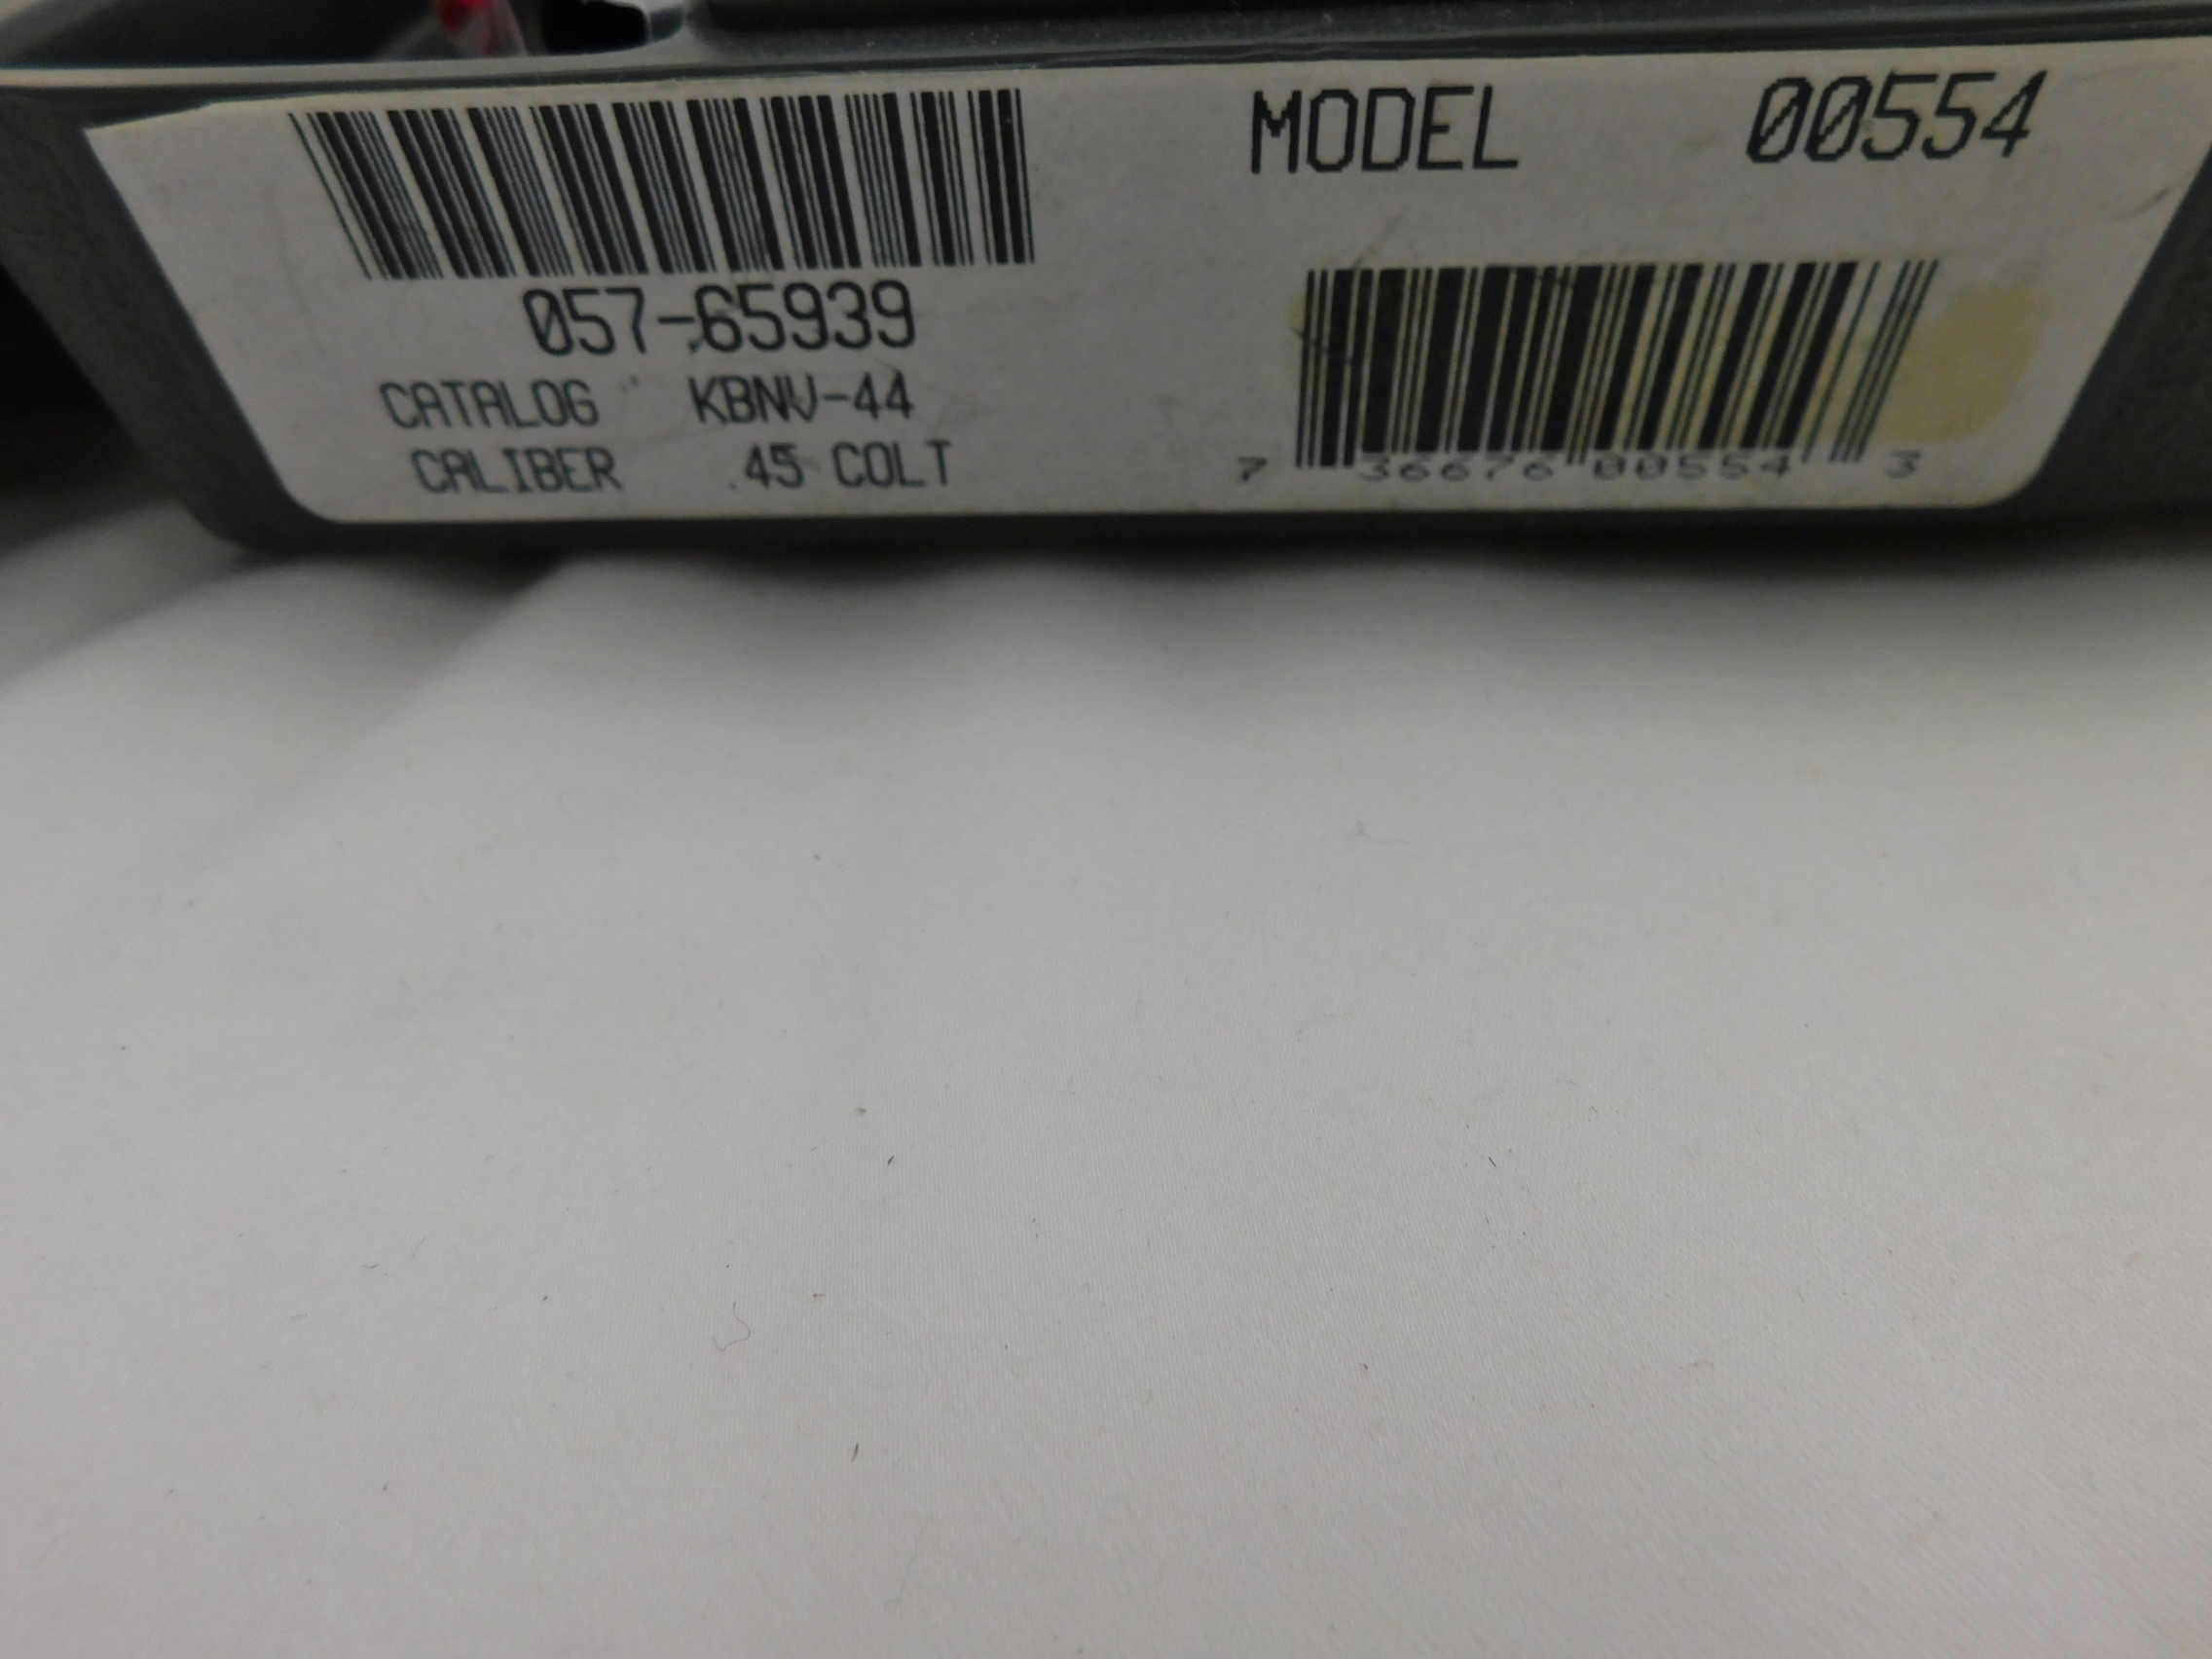 MODEL 00554
057-65939
CATALOG KBNV-44
CALIBER .45 COLT
7 36676 00554 3